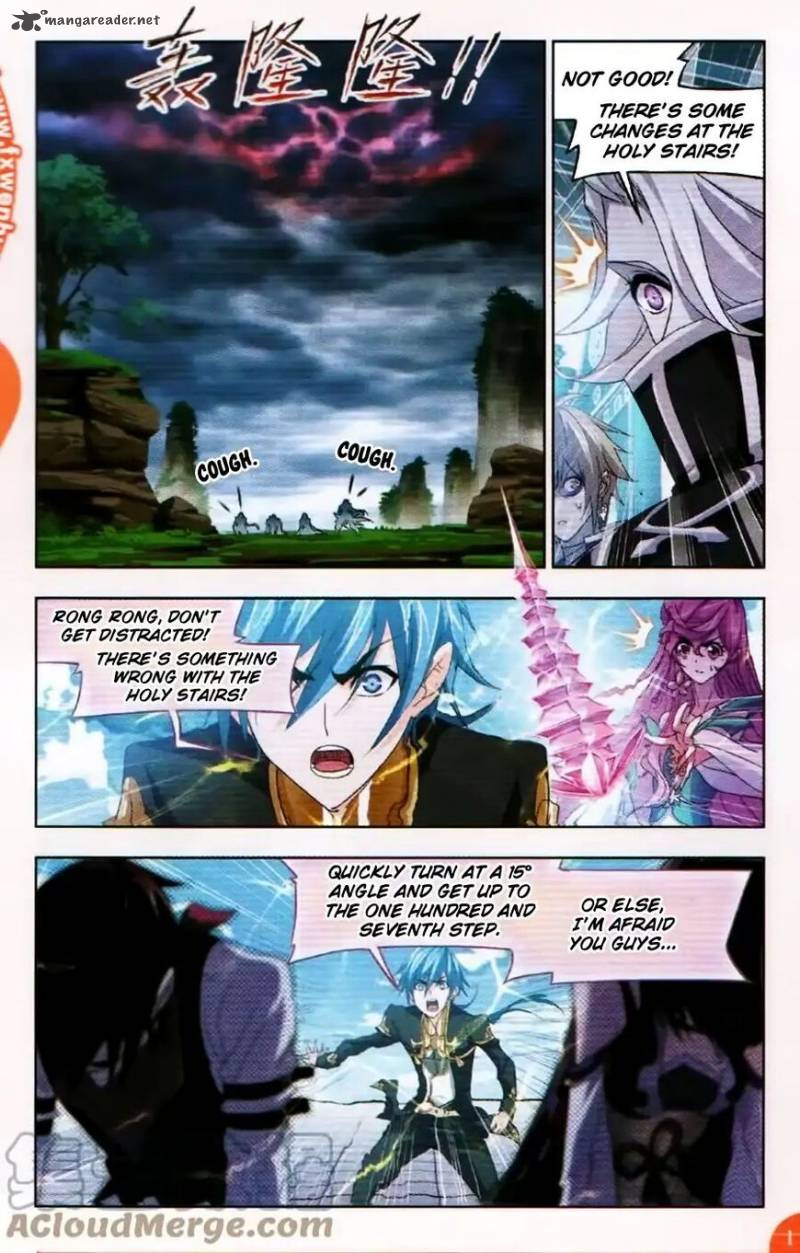 mangareader.net
轰隆隆!!
NOT GOOD!
THERE'S SOME
CHANGES AT THE
HOLY STAIRS!
COUGH.
COUGH.
RONG RONG, DON'T
GET DISTRACTED!
THERE'S SOMETHING
WRONG WITH THE
HOLY STAIRS!
QUICKLY TURN AT A 15°
ANGLE AND GET UP TO
THE ONE HUNDRED AND
SEVENTH STEP.
OR ELSE,
I'M AFRAID
YOU GUYS...
ACloudMerge.com
1